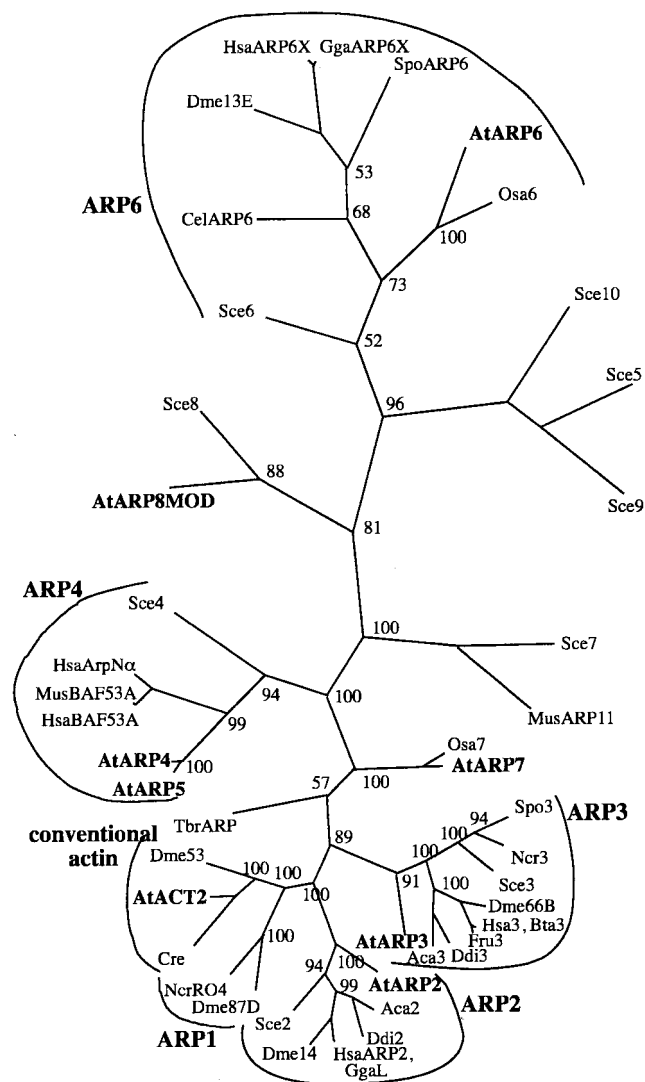 HsaARP6X GgaARP6X
SpoARP6
Dme13E
AtARP6
53
Osa6
ARP6
CelARP6
68
100
73
Sce10
Sce6
52
Sce5
96
Sce8
88
AtARP8MOD
Sce9
81
ARP4
Sce4
100
Sce7
HsaArpNα
MusBAF53A
94
100
HsaBAF53A
99
MusARP11
Osa7
AtARP4
100
AtARP7
100
AtARP5
57
Spo3
ARP3
TbrARP
94
conventional
actin
89
100
Ncr3
Dme53
100
100
100
91
Sce3
100
AtACT2
100
Dme66B
Hsa3, Bta3
100
AtARP3
Fru3
Cre
Aca3
Ddi3
94
100
AtARP2
NcrRO4
99
Dme87D
ARP2
Aca2
Sce2
ARP1
Ddi2
Dme14
HsaARP2,
GgaL